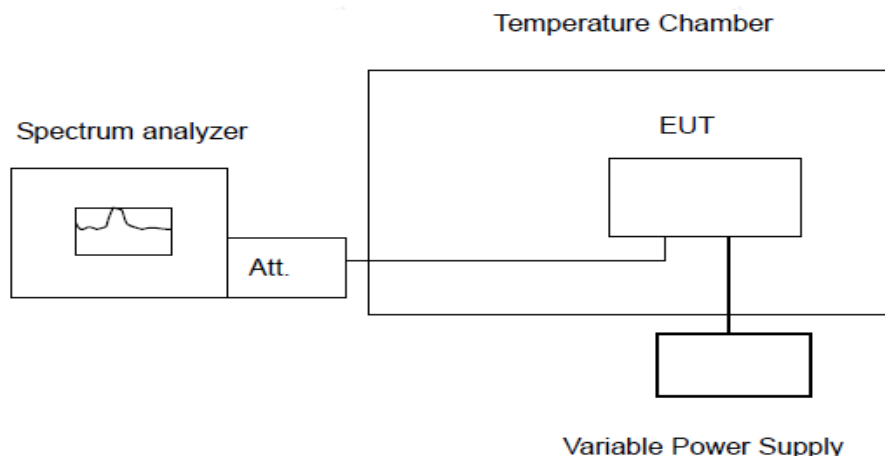 Temperature Chamber
Spectrum analyzer
EUT
Att.
Variable Power Supply